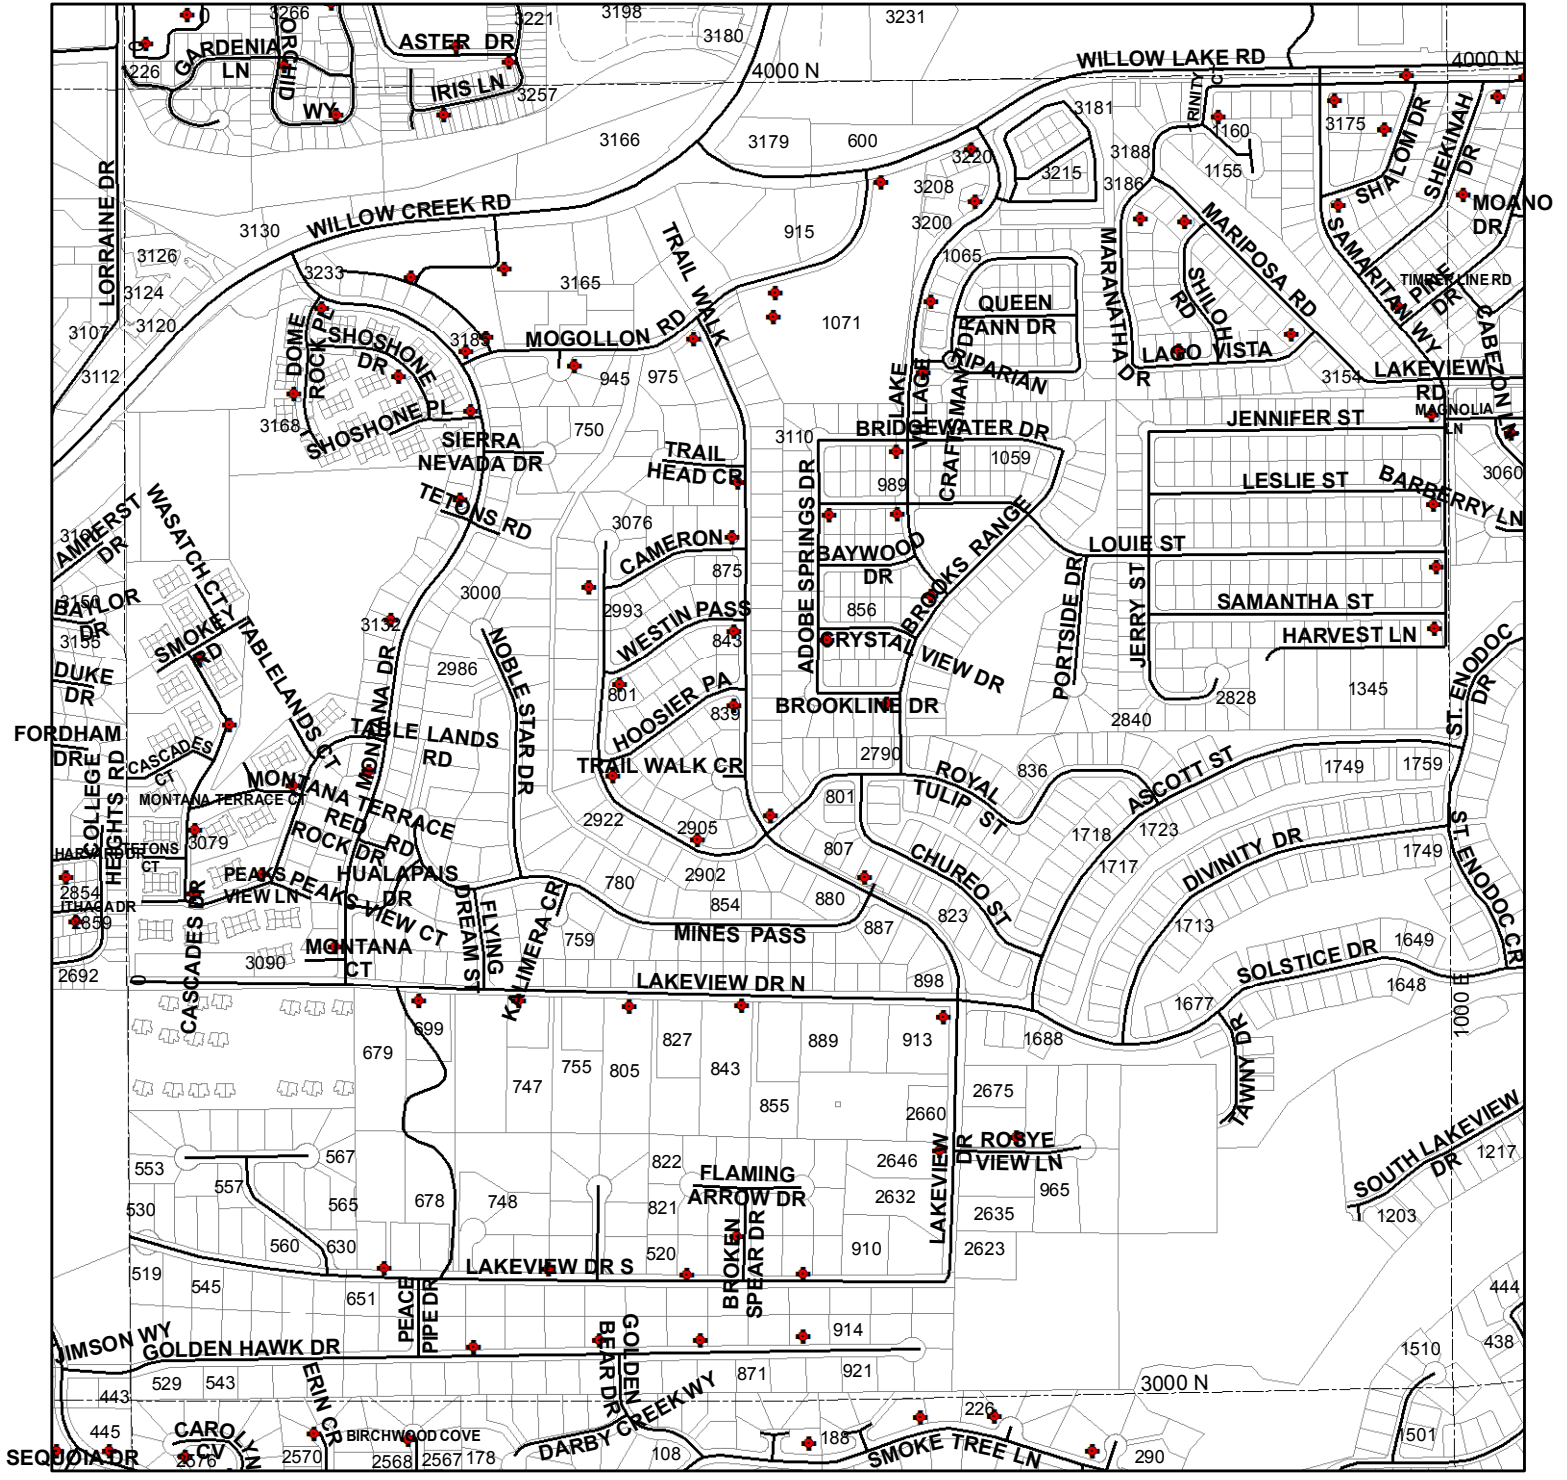 3266
3221
3198
3180
3231
0
0
GARDENIA
LN
1226
ORCHID
WY
ASTER DR
IRIS LN
3257
4000 N
WILLOW LAKE RD
4000 N
3181
TRINITY
CT
1160
1155
3175
SHALOM DR
SHEKINAH
DR
3166
3179
600
3220
3208
3200
3215
3188
3186
LORRAINE DR
WILLOW CREEK RD
3130
3126
3124
3120
3107
3112
3233
3165
TRAIL WALK
915
1065
MARIPOSA RD
MARANATHA DR
SHILOH
RD
SAMARITAN WY
MOANO
DR
TIMBER LINE RD
PINE
DR
CABEZON LN
QUEEN
ANN DR
RIPARIAN
CRAFTSMAN DR
LAKE
VILLAGE
1071
DOME
ROCK PL
SHOSHONE
DR
3185
MOGOLLON RD
945
975
LAGO VISTA
3154
LAKEVIEW
RD
MAGNOLIA
LN
3168
SHOSHONE PL
SIERRA
NEVADA DR
750
TRAIL
HEAD CR
3110
BRIDGEWATER DR
1059
989
JENNIFER ST
LESLIE ST
BARBERRY LN
3060
TETONS RD
WASATCH CT
AMHERST
DR
3076
CAMERON
875
ADOBE SPRINGS DR
BAYWOOD
DR
856
BROOKS RANGE
LOUIE ST
JERRY ST
PORTSIDE DR
SAMANTHA ST
HARVEST LN
3150
BAYLOR
DR
3155
DUKE
DR
SMOKEY
RD
TABLELANDS CT
3132
3000
2986
NOBLE STAR DR
2993
WESTIN PASS
843
801
HOOSIER PA
839
CRYSTAL VIEW DR
BROOKLINE DR
2840
2828
1345
ST. ENODOC
DR
FORDHAM
DR
COLLEGE
HEIGHTS RD
CASCADES
CT
MONTANA DR
TABLE LANDS
RD
TRAIL WALK CR
2790
801
ROYAL
TULIP ST
836
ASCOTT ST
1749
1759
MONTANA TERRACE CT
MONTANA TERRACE
RED RD
ROCK DR
3079
HARVARD DR
TETONS
CT
2922
2905
2902
807
CHUREO ST
1718
1723
1717
DIVINITY DR
1749
ST. ENODOC CR
2854
ITHACA DR
2859
2692
PEAKS
VIEW LN
PEAKS VIEW CT
HUALAPAIS
DR
DREAM ST
FLYING
KALIMERA CR
780
854
880
887
823
759
MINES PASS
1713
SOLSTICE DR
1649
1648
1677
MONTANA
CT
3090
CASCADES DR
0
LAKEVIEW DR N
898
1688
1000 E
TAWNY DR
699
679
747
755
805
827
843
855
889
913
2660
2675
553
557
567
565
530
560
630
519
545
651
678
748
822
821
520
FLAMING
ARROW DR
BROKEN
SPEAR DR
2646
2632
910
LAKEVIEW
DR
ROSYE
VIEW LN
965
2635
2623
SOUTH LAKEVIEW
DR
1217
1203
LAKEVIEW DR S
PEACE
PIPE DR
JIMSON WY
GOLDEN HAWK DR
GOLDEN
BEAR DR
914
921
871
444
438
1510
1501
529
543
443
445
ERIN CR
3000 N
226
290
CAROLYN
CV
2576
2570
BIRCHWOOD COVE
2568
2567
178
DARBY CREEK WY
108
188
SMOKE TREE LN
SEQUOIA DR